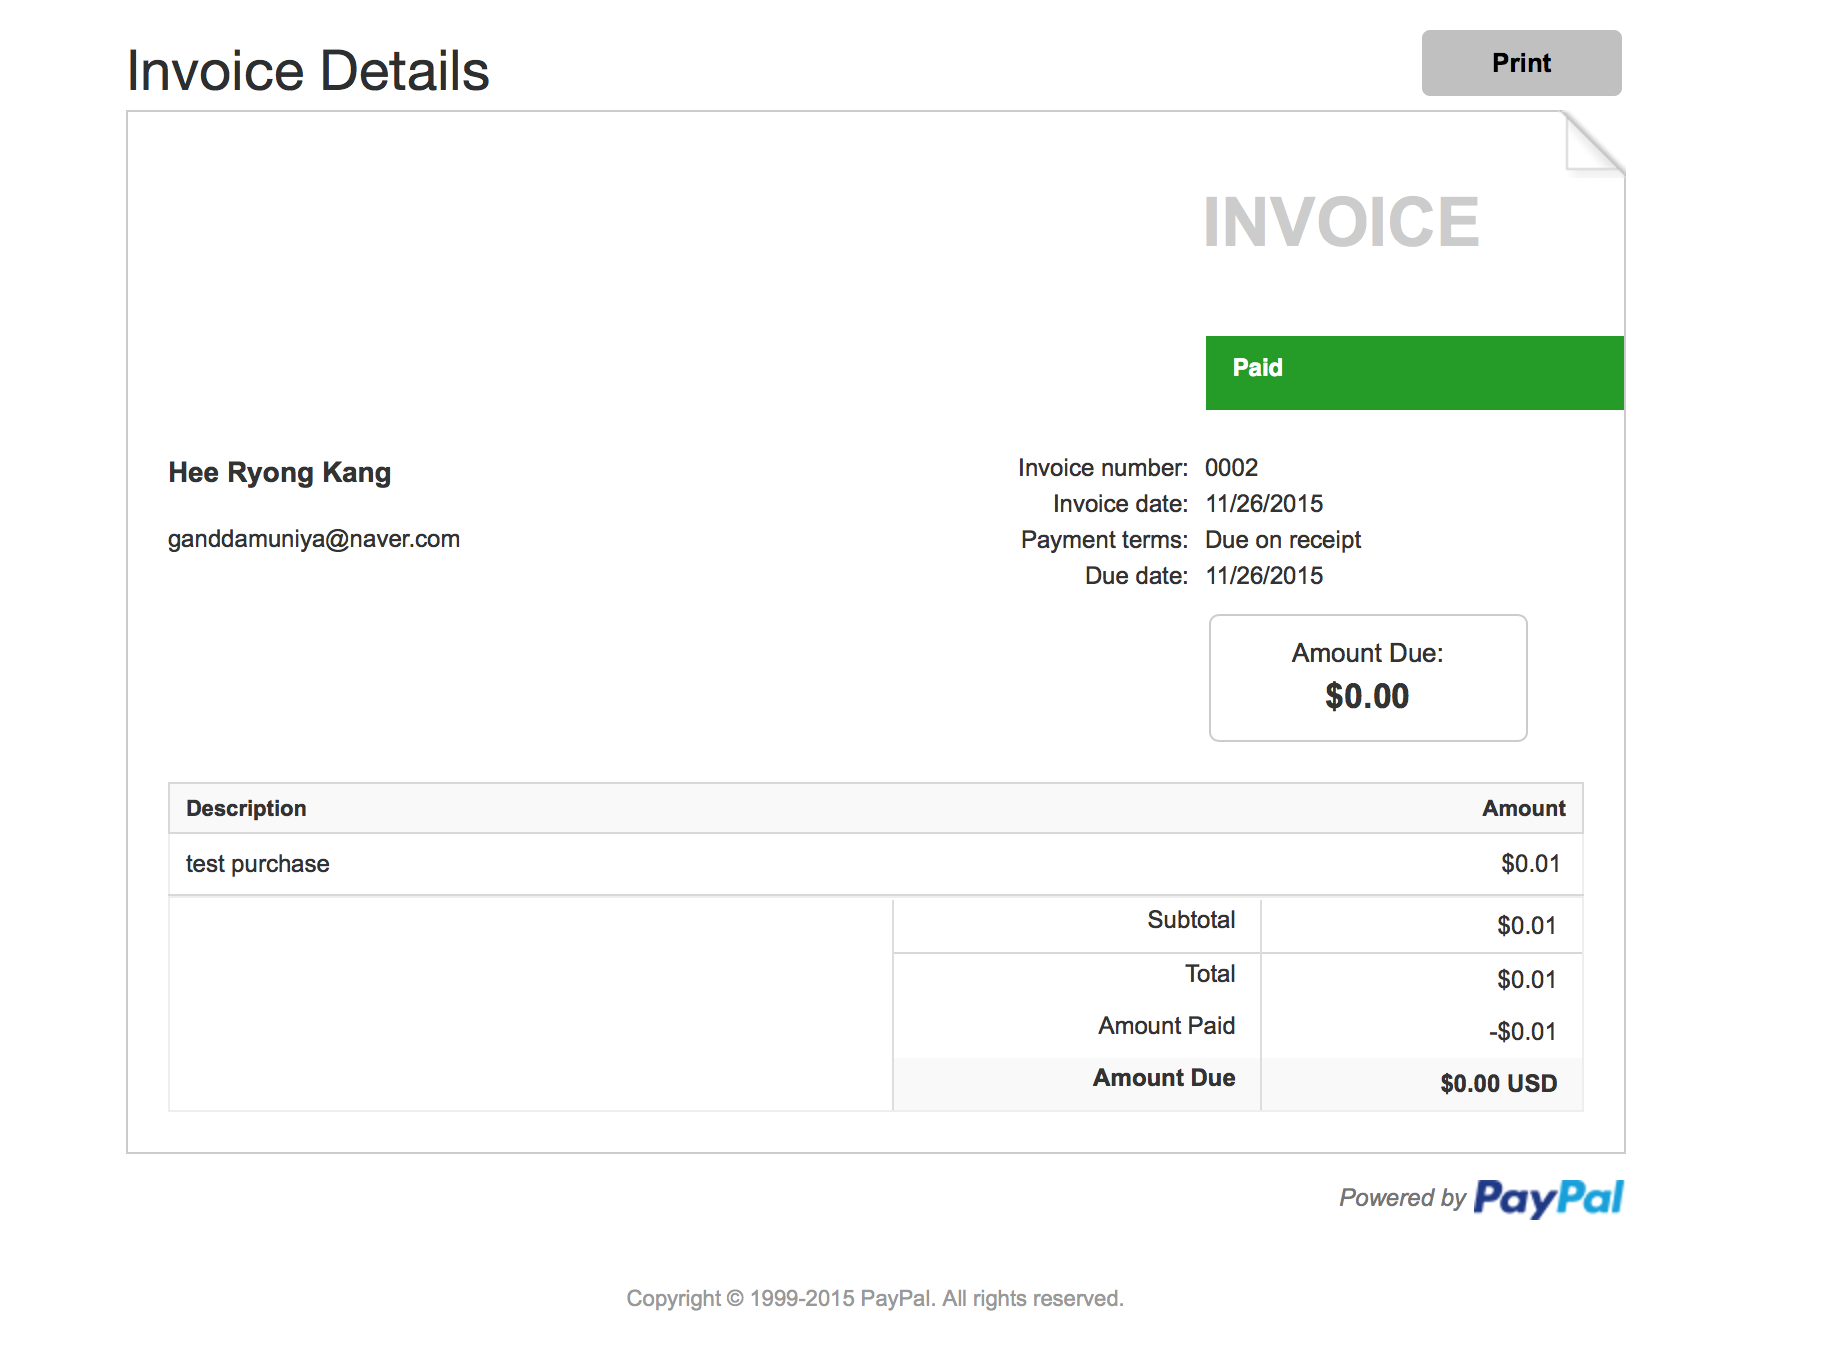 Invoice Details
Print
INVOICE
Paid
Hee Ryong Kang
ganddamuniya@naver.com
Invoice number: 0002
Invoice date: 11/26/2015
Payment terms: Due on receipt
Due date: 11/26/2015
Amount Due:
$0.00
Description Amount
test purchase $0.01
Subtotal $0.01
Total $0.01
Amount Paid -$0.01
Amount Due $0.00 USD
Powered by PayPal
Copyright © 1999-2015 PayPal. All rights reserved.